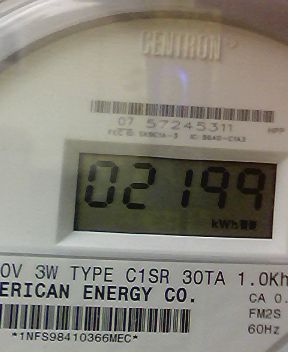 CENTRON
07 57245311
HPP
02199
kWh
0V 3W TYPE C1SR 30TA 1.0Kh
ERICAN ENERGY CO.
CA 0.
FM2S
60Hz
*1NFS98410366MEC*